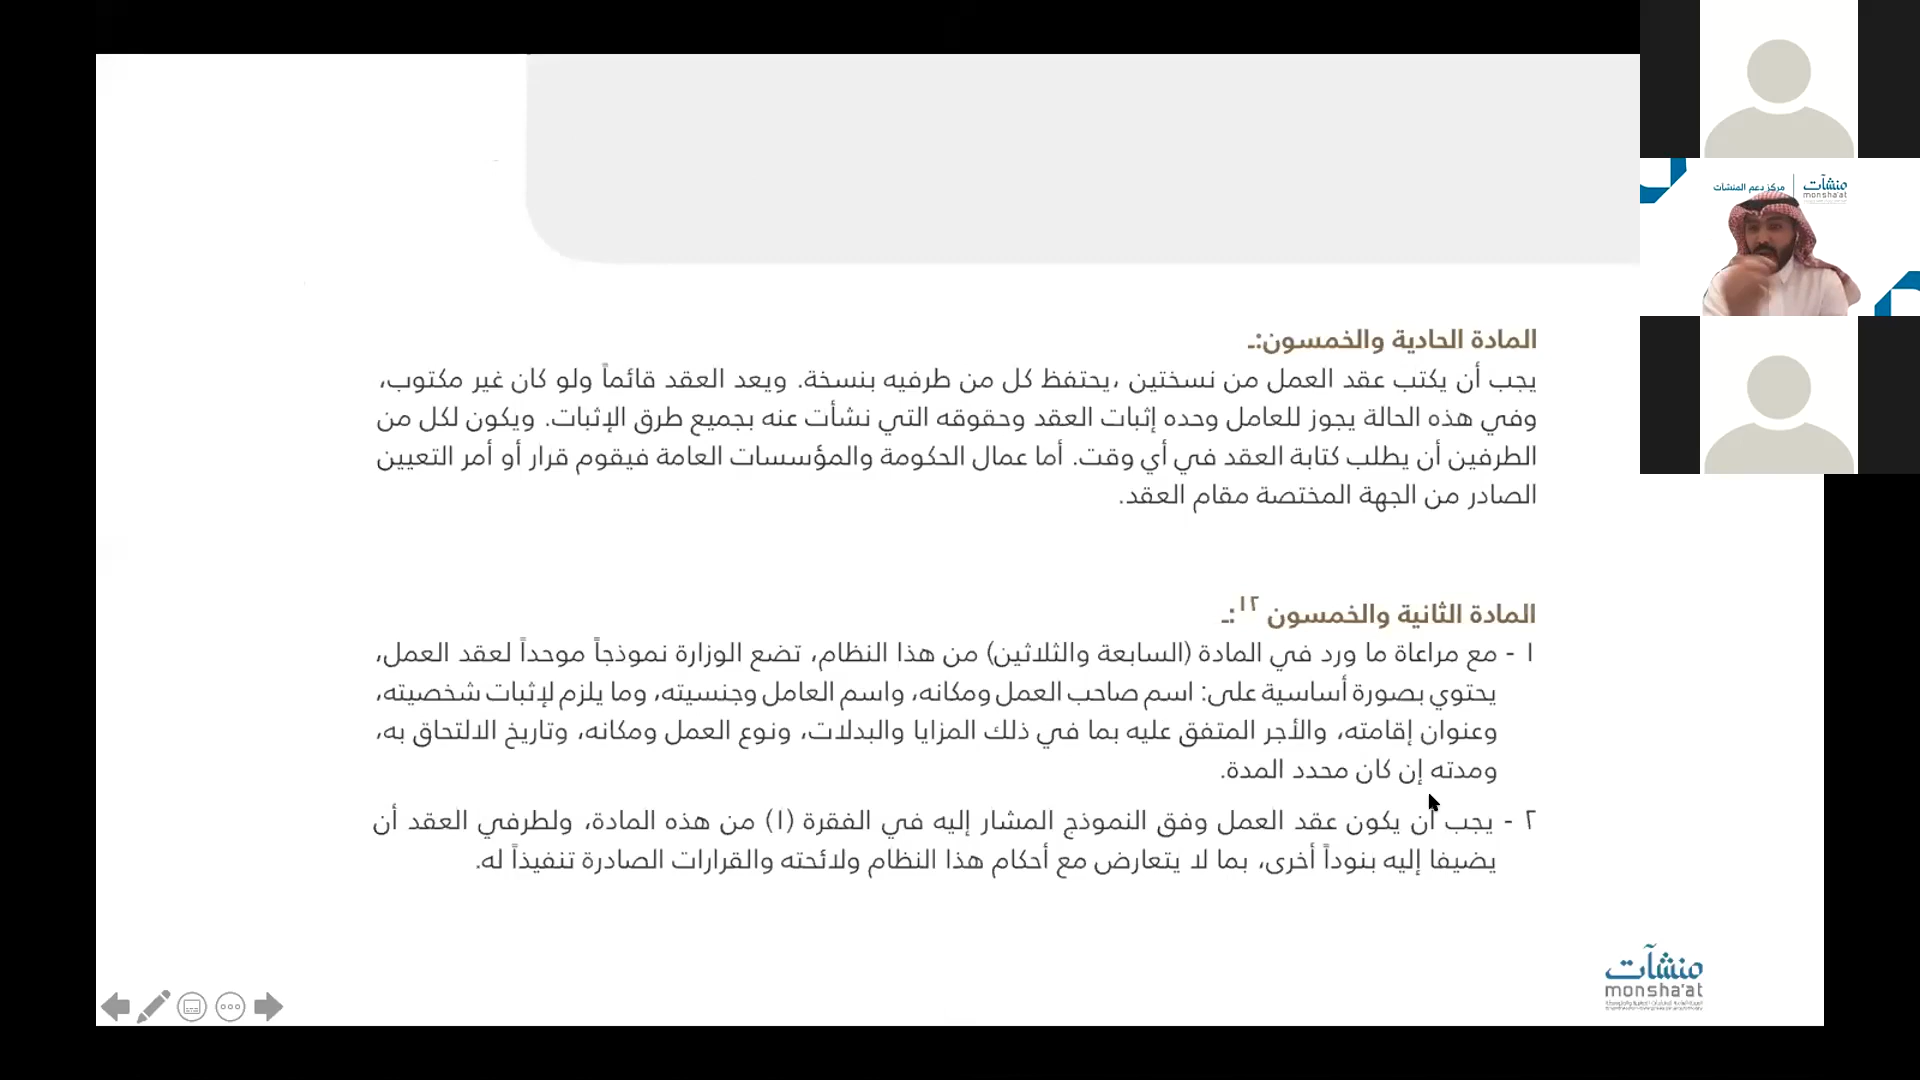 مركز دعم المنشآت
منشآت
monsha'at
المادة الحادية والخمسون:ـ
يجب أن يكتب عقد العمل من نسختين ،يحتفظ كل من طرفيه بنسخة. ويعد العقد قائماً ولو كان غير مكتوب،
وفي هذه الحالة يجوز للعامل وحده إثبات العقد وحقوقه التي نشأت عنه بجميع طرق الإثبات. ويكون لكل من
الطرفين أن يطلب كتابة العقد في أي وقت. أما عمال الحكومة والمؤسسات العامة فيقوم قرار أو أمر التعيين
الصادر من الجهة المختصة مقام العقد.
المادة الثانية والخمسون ١٢:ـ
١ - مع مراعاة ما ورد في المادة (السابعة والثلاثين) من هذا النظام، تضع الوزارة نموذجاً موحداً لعقد العمل،
يحتوي بصورة أساسية على: اسم صاحب العمل ومكانه، واسم العامل وجنسيته، وما يلزم لإثبات شخصيته،
وعنوان إقامته، والأجر المتفق عليه بما في ذلك المزايا والبدلات، ونوع العمل ومكانه، وتاريخ الالتحاق به،
ومدته إن كان محدد المدة.
٢ - يجب أن يكون عقد العمل وفق النموذج المشار إليه في الفقرة (١) من هذه المادة، ولطرفي العقد أن
يضيفا إليه بنوداً أخرى، بما لا يتعارض مع أحكام هذا النظام ولائحته والقرارات الصادرة تنفيذاً له.
منشآت
monsha'at